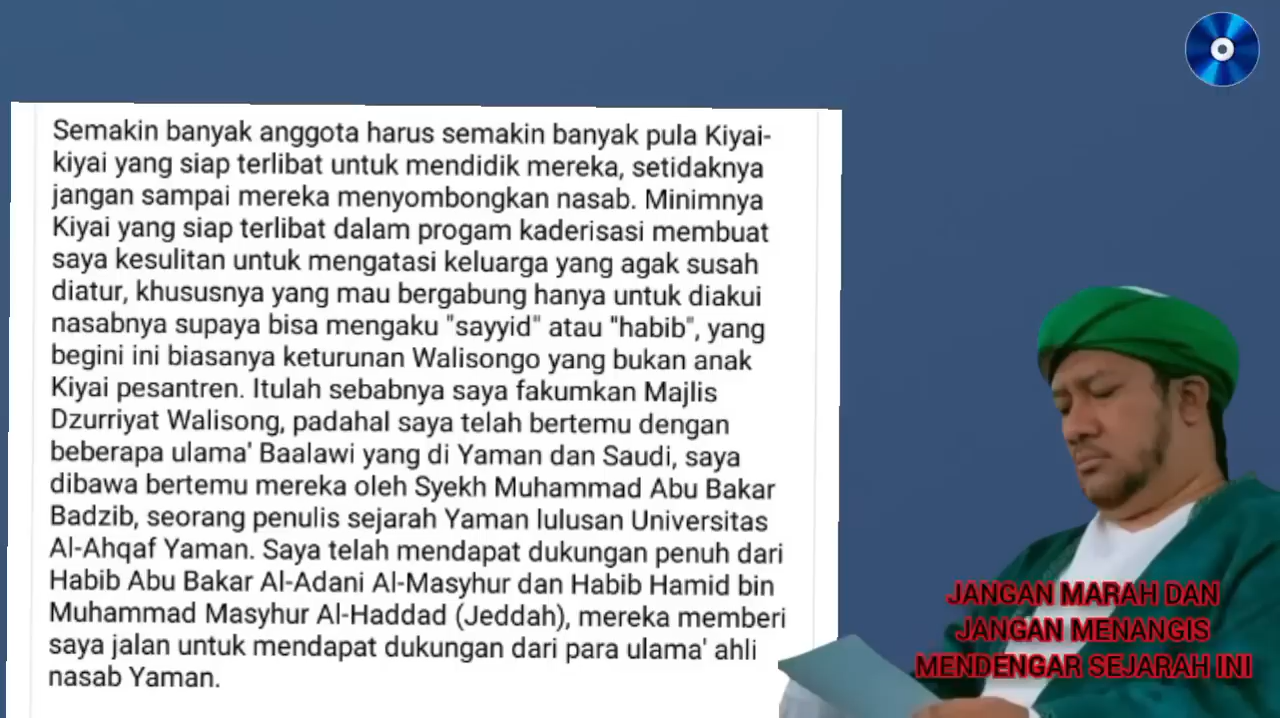 Semakin banyak anggota harus semakin banyak pula Kiyai-
kiyai yang siap terlibat untuk mendidik mereka, setidaknya
jangan sampai mereka menyombongkan nasab. Minimnya
Kiyai yang siap terlibat dalam progam kaderisasi membuat
saya kesulitan untuk mengatasi keluarga yang agak susah
diatur, khususnya yang mau bergabung hanya untuk diakui
nasabnya supaya bisa mengaku "sayyid" atau "habib", yang
begini ini biasanya keturunan Walisongo yang bukan anak
Kiyai pesantren. Itulah sebabnya saya fakumkan Majlis
Dzurriyat Walisong, padahal saya telah bertemu dengan
beberapa ulama' Baalawi yang di Yaman dan Saudi, saya
dibawa bertemu mereka oleh Syekh Muhammad Abu Bakar
Badzib, seorang penulis sejarah Yaman lulusan Universitas
Al-Ahqaf Yaman. Saya telah mendapat dukungan penuh dari
Habib Abu Bakar Al-Adani Al-Masyhur dan Habib Hamid bin
Muhammad Masyhur Al-Haddad (Jeddah), mereka memberi
saya jalan untuk mendapat dukungan dari para ulama' ahli
nasab Yaman.
JANGAN MARAH DAN
JANGAN MENANGIS
MENDENGAR SEJARAH INI